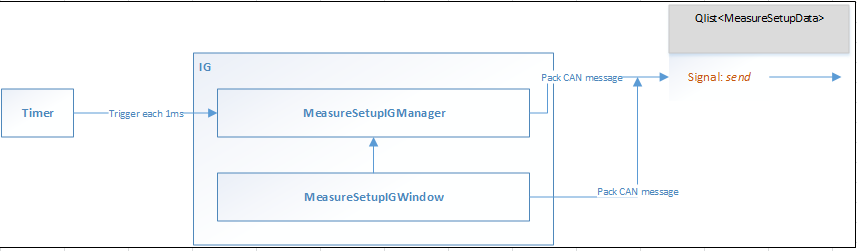 Qlist<MeasureSetupData>
IG
Pack CAN message
Signal: send
Timer
Trigger each 1ms
MeasureSetupIGManager
MeasureSetupIGWindow
Pack CAN message